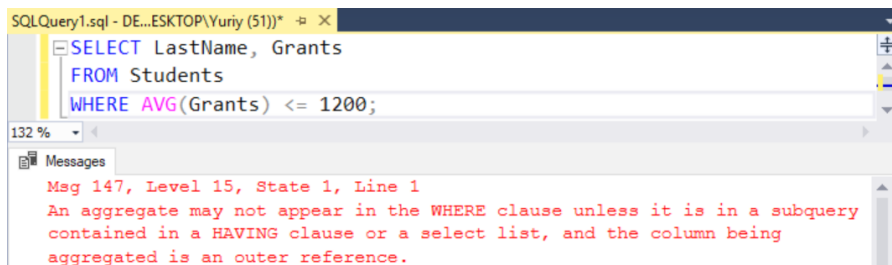 SQLQuery1.sql - DE...ESKTOP\Yuriy (51))*
SELECT LastName, Grants
FROM Students
WHERE AVG(Grants) <= 1200;
132 %
Messages
Msg 147, Level 15, State 1, Line 1
An aggregate may not appear in the WHERE clause unless it is in a subquery
contained in a HAVING clause or a select list, and the column being
aggregated is an outer reference.